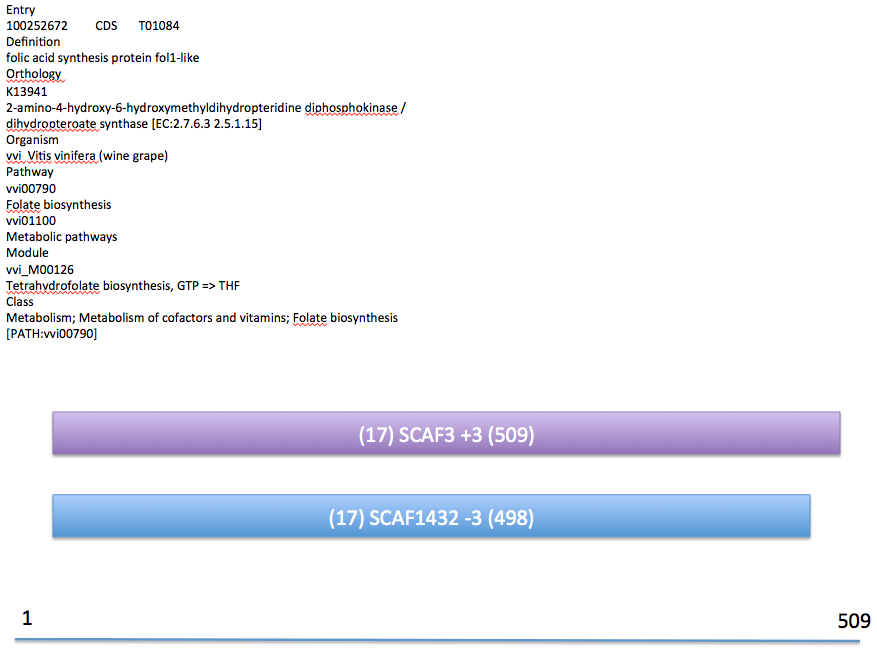 Entry
100252672 CDS T01084
Definition
folic acid synthesis protein fol1-like
Orthology
K13941
2-amino-4-hydroxy-6-hydroxymethyldihydropteridine diphosphokinase /
dihydropteroate synthase [EC:2.7.6.3 2.5.1.15]
Organism
vvi Vitis vinifera (wine grape)
Pathway
vvi00790
Folate biosynthesis
vvi01100
Metabolic pathways
Module
vvi_M00126
Tetrahydrofolate biosynthesis, GTP => THF
Class
Metabolism; Metabolism of cofactors and vitamins; Folate biosynthesis
[PATH:vvi00790]
(17) SCAF3 +3 (509)
(17) SCAF1432 -3 (498)
1
509